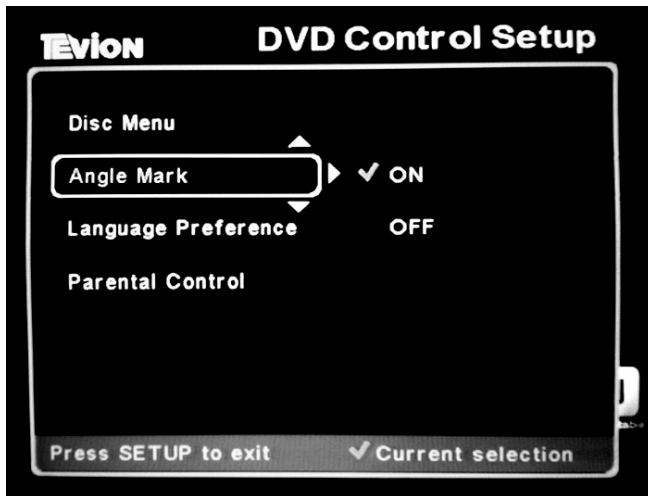 TEVION
DVD Control Setup
Disc Menu
Angle Mark ✓ ON
Language Preference OFF
Parental Control
Press SETUP to exit ✓ Current selection